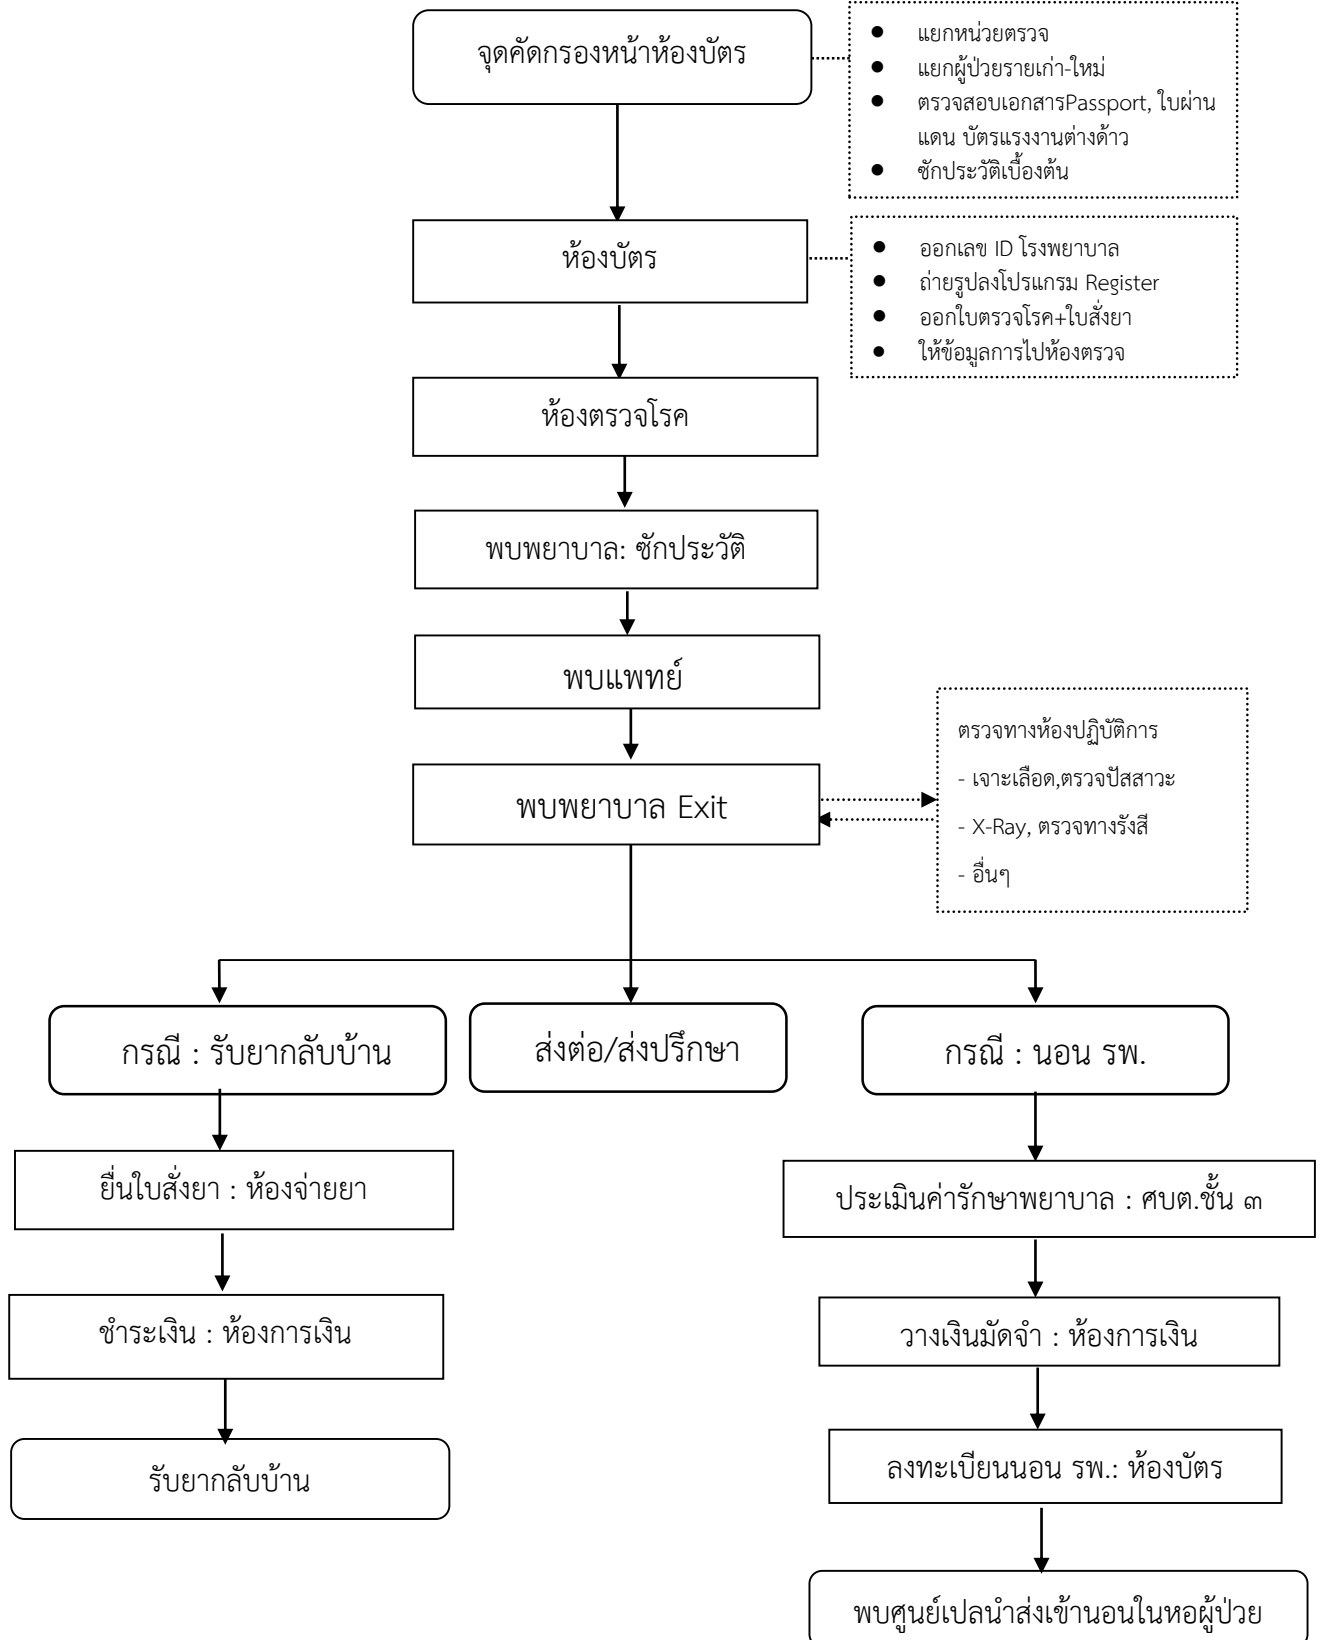 จุดคัดกรองหน้าห้องบัตร
● แยกหน่วยตรวจ
● แยกผู้ป่วยรายเก่า-ใหม่
● ตรวจสอบเอกสารPassport, ใบผ่าน
แดน บัตรแรงงานต่างด้าว
● ซักประวัติเบื้องต้น
ห้องบัตร
● ออกเลข ID โรงพยาบาล
● ถ่ายรูปลงโปรแกรม Register
● ออกใบตรวจโรค+ใบสั่งยา
● ให้ข้อมูลการไปห้องตรวจ
ห้องตรวจโรค
พบพยาบาล: ซักประวัติ
พบแพทย์
พบพยาบาล Exit
ตรวจทางห้องปฏิบัติการ
- เจาะเลือด,ตรวจปัสสาวะ
- X-Ray, ตรวจทางรังสี
- อื่นๆ
กรณี : รับยากลับบ้าน
ส่งต่อ/ส่งปรึกษา
กรณี : นอน รพ.
ยื่นใบสั่งยา : ห้องจ่ายยา
ประเมินค่ารักษาพยาบาล : ศบต.ชั้น ๓
ชำระเงิน : ห้องการเงิน
วางเงินมัดจำ : ห้องการเงิน
รับยากลับบ้าน
ลงทะเบียนนอน รพ.: ห้องบัตร
พบศูนย์เปลนำส่งเข้านอนในหอผู้ป่วย